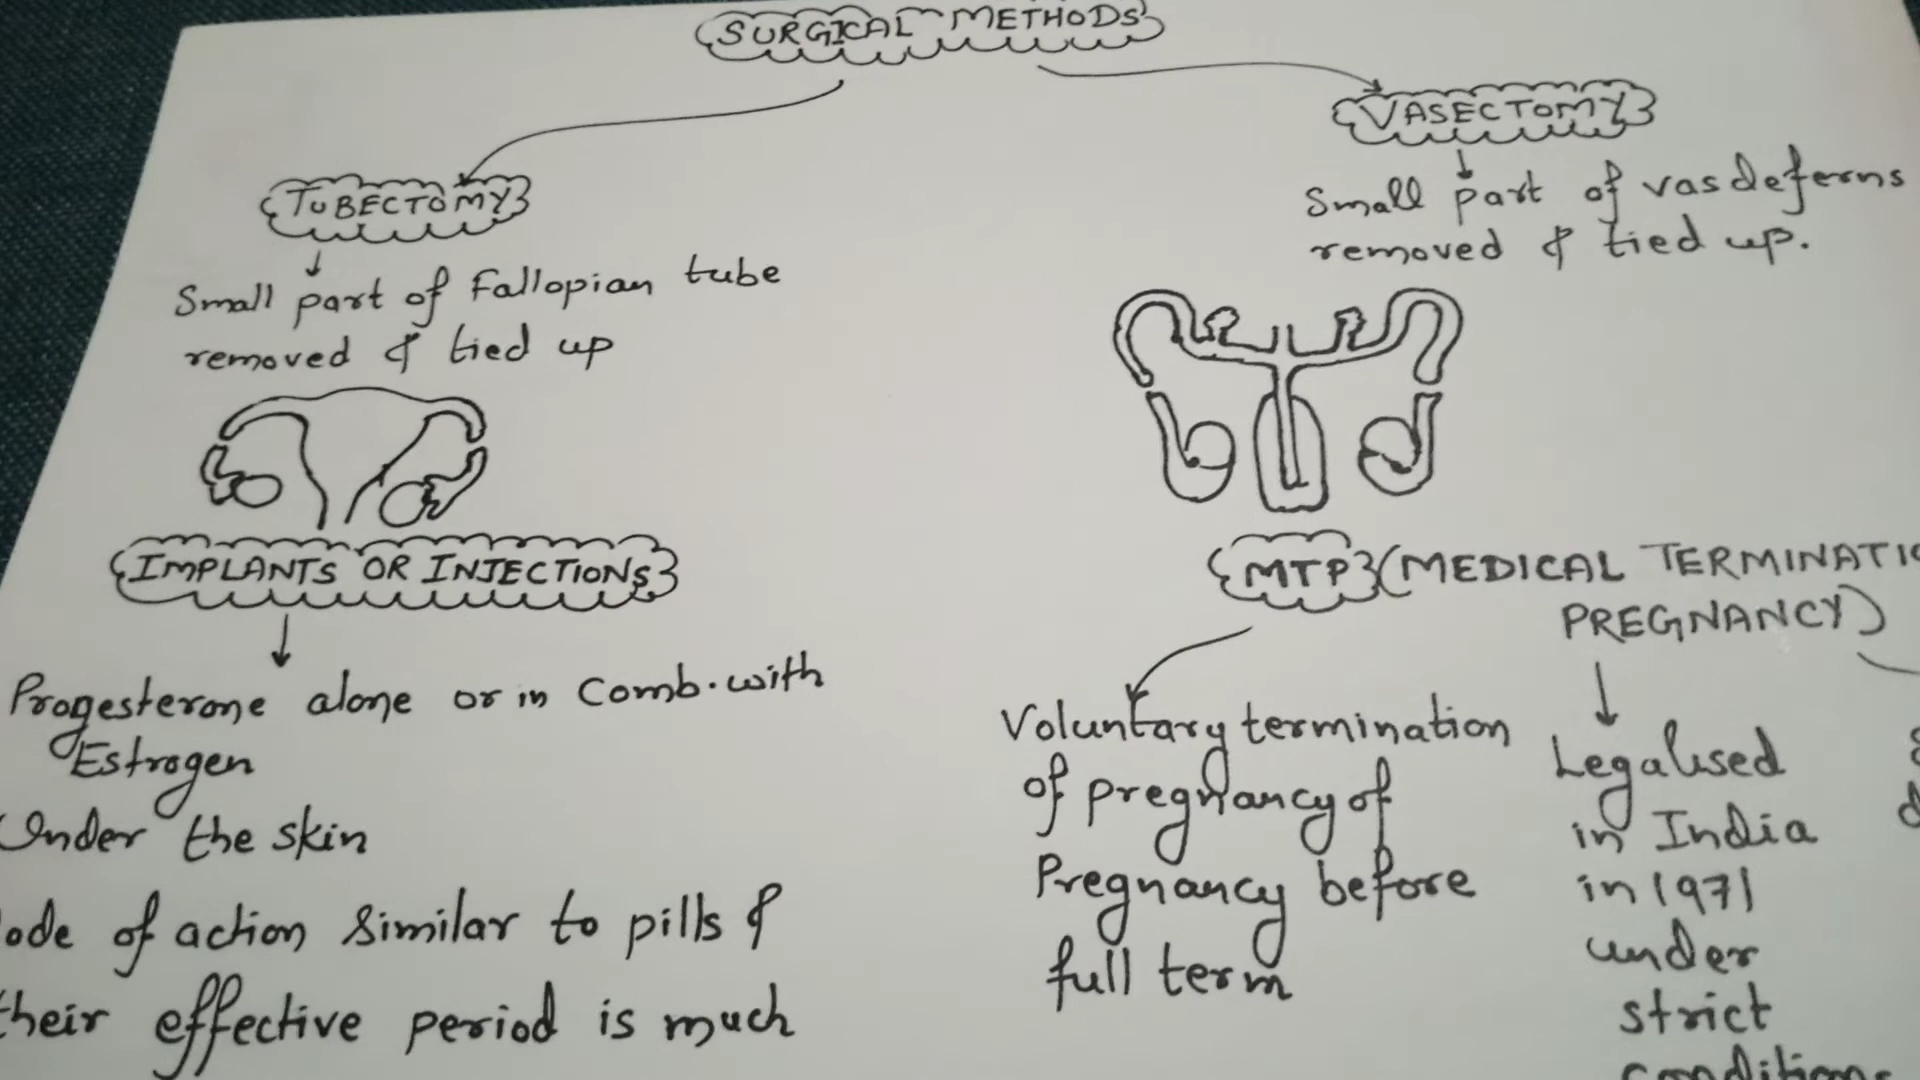 SURGICAL METHODS
TUBECTOMY
Small part of Fallopian tube
removed & tied up
VASECTOMY
Small part of vas deferns
removed & tied up.
IMPLANTS OR INJECTIONS
Progesterone alone or in Comb. with
Estrogen
Under the skin
ode of action similar to pills &
their effective period is much
MTP (MEDICAL TERMINATIO
PREGNANCY)
Voluntary termination
of pregnancy of
Pregnancy before
full term
Legalised
in India
in 1971
under
strict
conditions